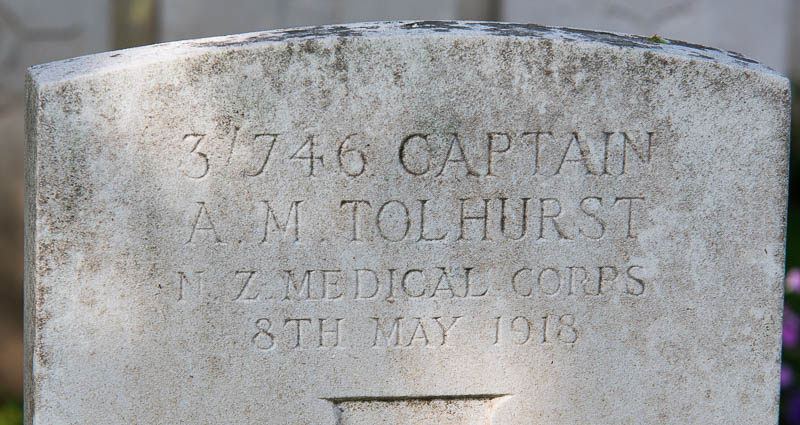 3/746 CAPTAIN
A. M. TOLHURST
N. Z. MEDICAL CORPS
8TH MAY 1918